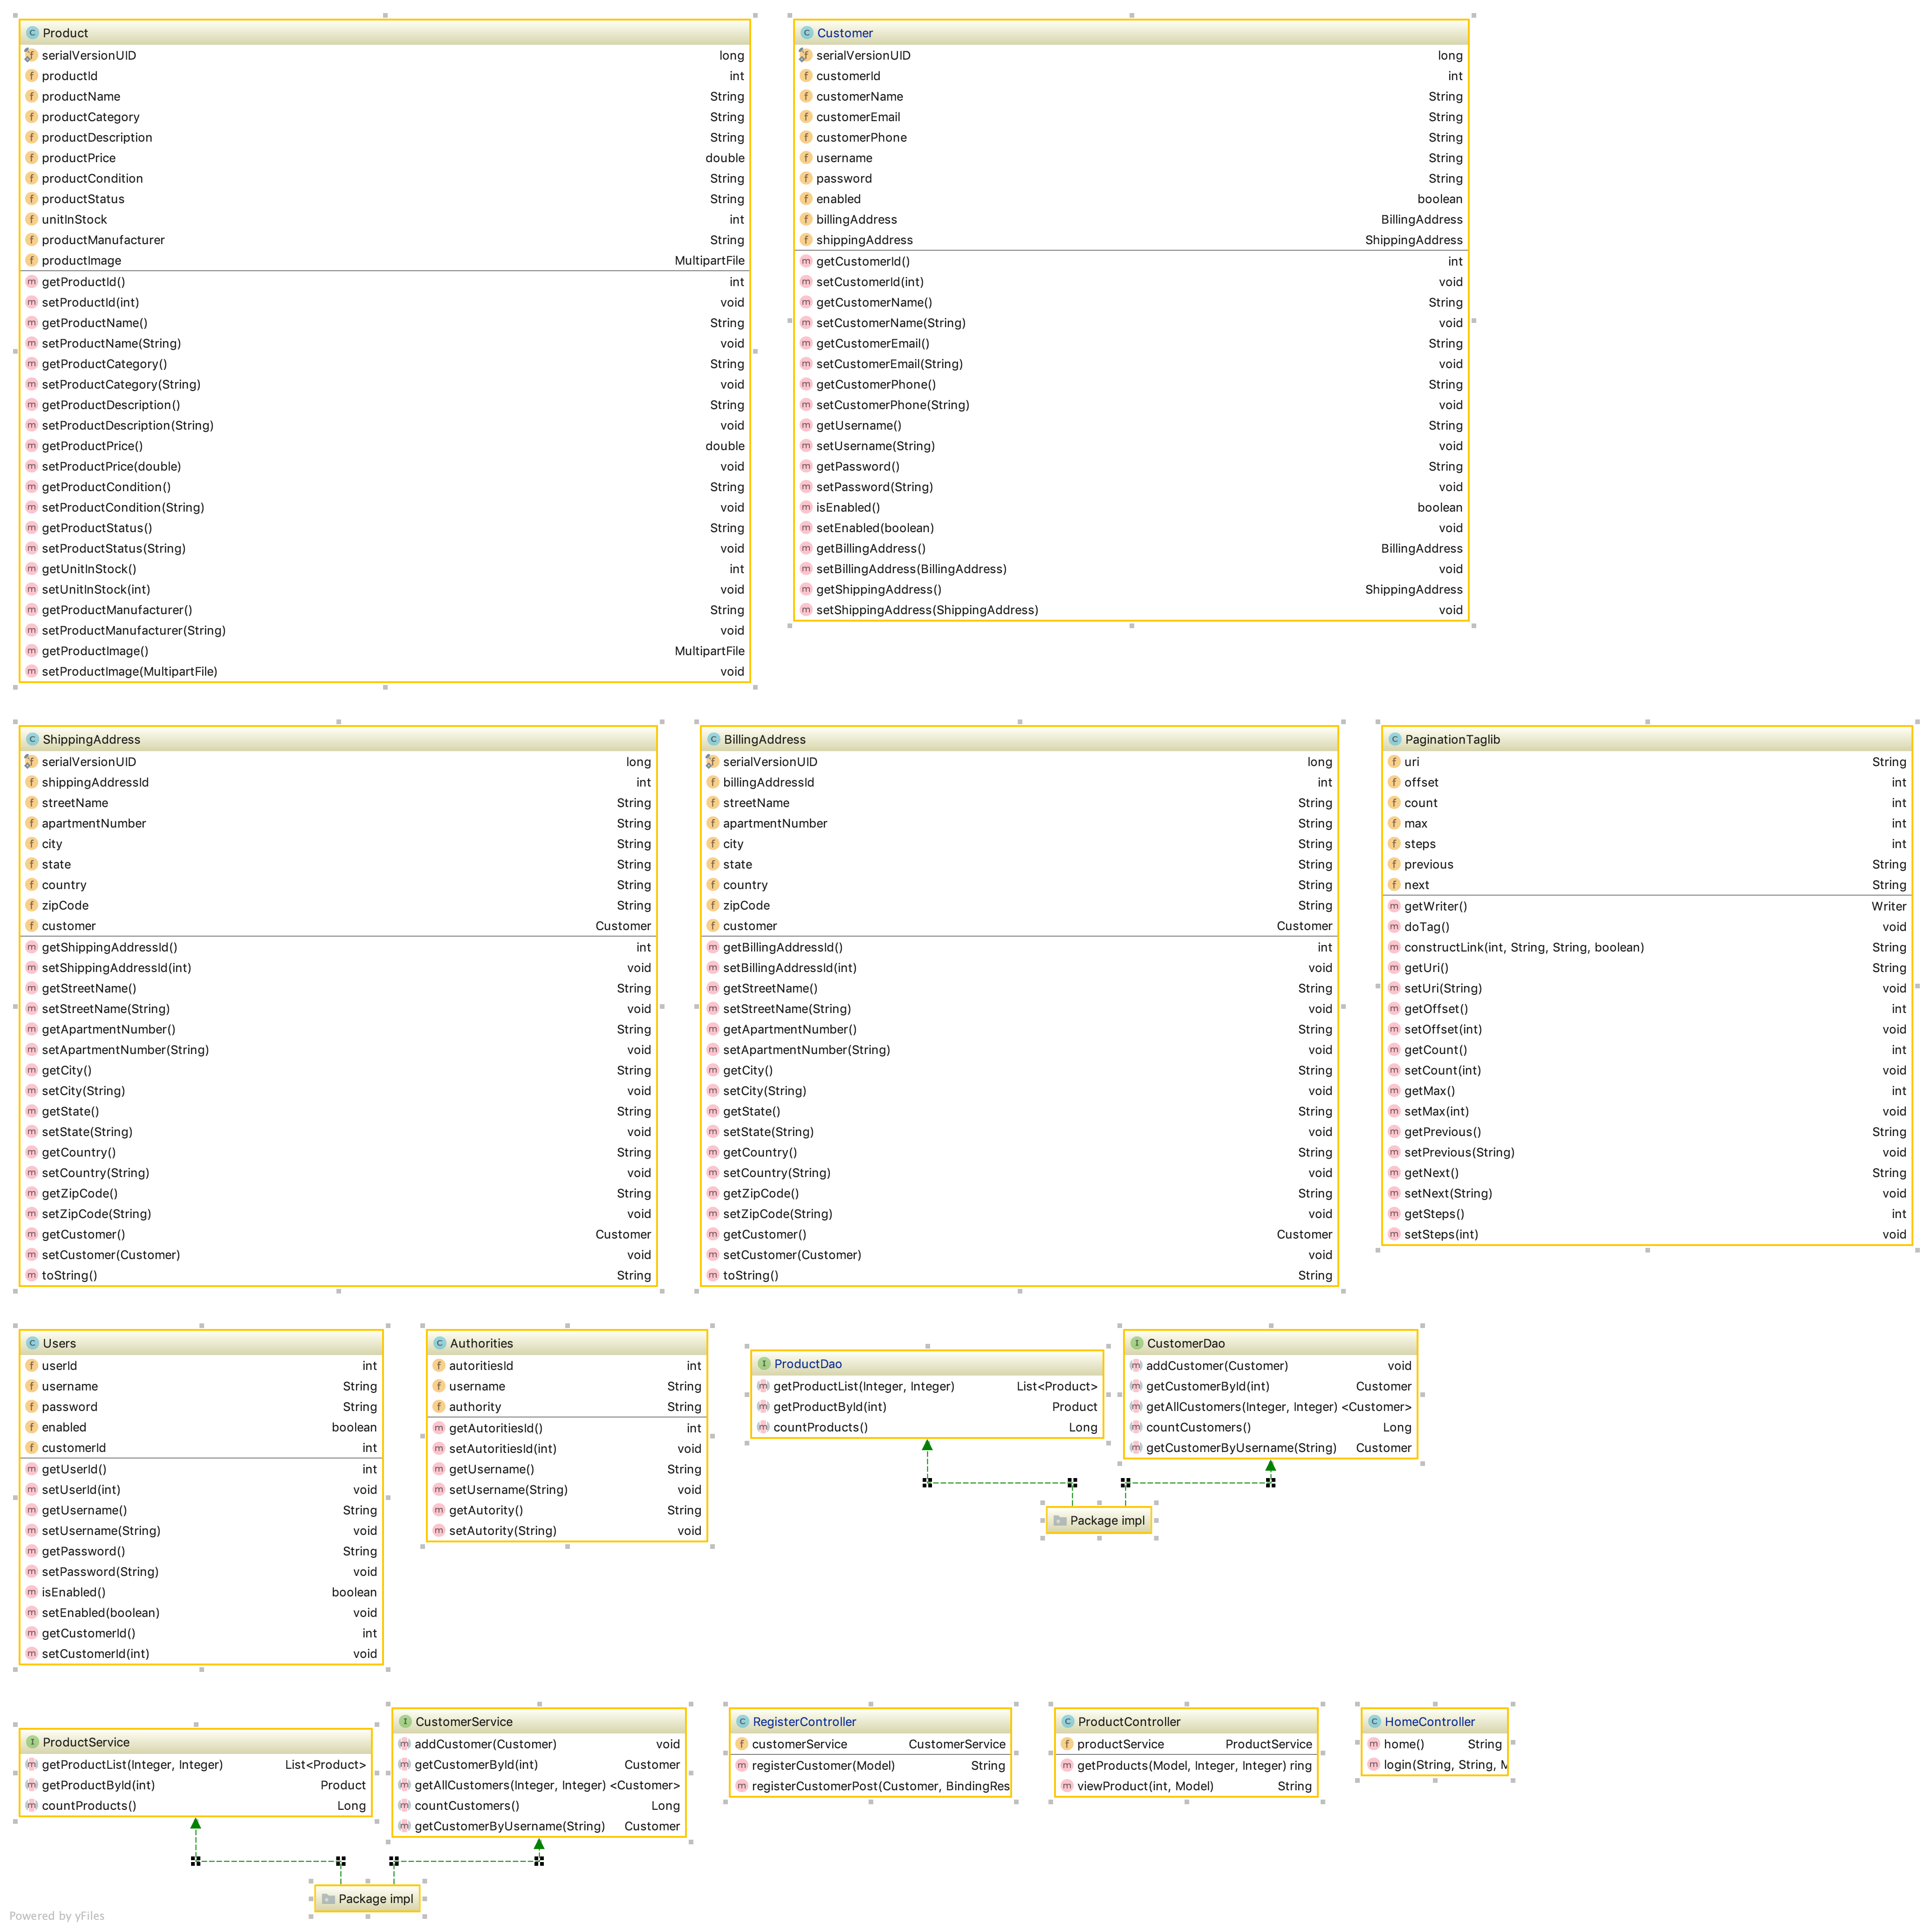 Product
serialVersionUID long
productId int
productName String
productCategory String
productDescription String
productPrice double
productCondition String
productStatus String
unitInStock int
productManufacturer String
productImage MultipartFile
getProductId() int
setProductId(int) void
getProductName() String
setProductName(String) void
getProductCategory() String
setProductCategory(String) void
getProductDescription() String
setProductDescription(String) void
getProductPrice() double
setProductPrice(double) void
getProductCondition() String
setProductCondition(String) void
getProductStatus() String
setProductStatus(String) void
getUnitInStock() int
setUnitInStock(int) void
getProductManufacturer() String
setProductManufacturer(String) void
getProductImage() MultipartFile
setProductImage(MultipartFile) void
Customer
serialVersionUID long
customerId int
customerName String
customerEmail String
customerPhone String
username String
password String
enabled boolean
billingAddress BillingAddress
shippingAddress ShippingAddress
getCustomerId() int
setCustomerId(int) void
getCustomerName() String
setCustomerName(String) void
getCustomerEmail() String
setCustomerEmail(String) void
getCustomerPhone() String
setCustomerPhone(String) void
getUsername() String
setUsername(String) void
getPassword() String
setPassword(String) void
isEnabled() boolean
setEnabled(boolean) void
getBillingAddress() BillingAddress
setBillingAddress(BillingAddress) void
getShippingAddress() ShippingAddress
setShippingAddress(ShippingAddress) void
ShippingAddress
serialVersionUID long
shippingAddressId int
streetName String
apartmentNumber String
city String
state String
country String
zipCode String
customer Customer
getShippingAddressId() int
setShippingAddressId(int) void
getStreetName() String
setStreetName(String) void
getApartmentNumber() String
setApartmentNumber(String) void
getCity() String
setCity(String) void
getState() String
setState(String) void
getCountry() String
setCountry(String) void
getZipCode() String
setZipCode(String) void
getCustomer() Customer
setCustomer(Customer) void
toString() String
BillingAddress
serialVersionUID long
billingAddressId int
streetName String
apartmentNumber String
city String
state String
country String
zipCode String
customer Customer
getBillingAddressId() int
setBillingAddressId(int) void
getStreetName() String
setStreetName(String) void
getApartmentNumber() String
setApartmentNumber(String) void
getCity() String
setCity(String) void
getState() String
setState(String) void
getCountry() String
setCountry(String) void
getZipCode() String
setZipCode(String) void
getCustomer() Customer
setCustomer(Customer) void
toString() String
PaginationTaglib
uri String
offset int
count int
max int
steps int
previous String
next String
getWriter() Writer
doTag() void
constructLink(int, String, String, boolean) String
getUri() String
setUri(String) void
getOffset() int
setOffset(int) void
getCount() int
setCount(int) void
getMax() int
setMax(int) void
getPrevious() String
setPrevious(String) void
getNext() String
setNext(String) void
getSteps() int
setSteps(int) void
Users
userId int
username String
password String
enabled boolean
customerId int
getUserId() int
setUserId(int) void
getUsername() String
setUsername(String) void
getPassword() String
setPassword(String) void
isEnabled() boolean
setEnabled(boolean) void
getCustomerId() int
setCustomerId(int) void
Authorities
autoritiesId int
username String
authority String
getAutoritiesId() int
setAutoritiesId(int) void
getUsername() String
setUsername(String) void
getAutority() String
setAutority(String) void
ProductDao
getProductList(Integer, Integer) List<Product>
getProductById(int) Product
countProducts() Long
CustomerDao
addCustomer(Customer) void
getCustomerById(int) Customer
getAllCustomers(Integer, Integer) <Customer>
countCustomers() Long
getCustomerByUsername(String) Customer
Package impl
ProductService
getProductList(Integer, Integer) List<Product>
getProductById(int) Product
countProducts() Long
CustomerService
addCustomer(Customer) void
getCustomerById(int) Customer
getAllCustomers(Integer, Integer) <Customer>
countCustomers() Long
getCustomerByUsername(String) Customer
Package impl
RegisterController
customerService CustomerService
registerCustomer(Model) String
registerCustomerPost(Customer, BindingRes
ProductController
productService ProductService
getProducts(Model, Integer, Integer) ring
viewProduct(int, Model) String
HomeController
home() String
login(String, String, M
Powered by yFiles